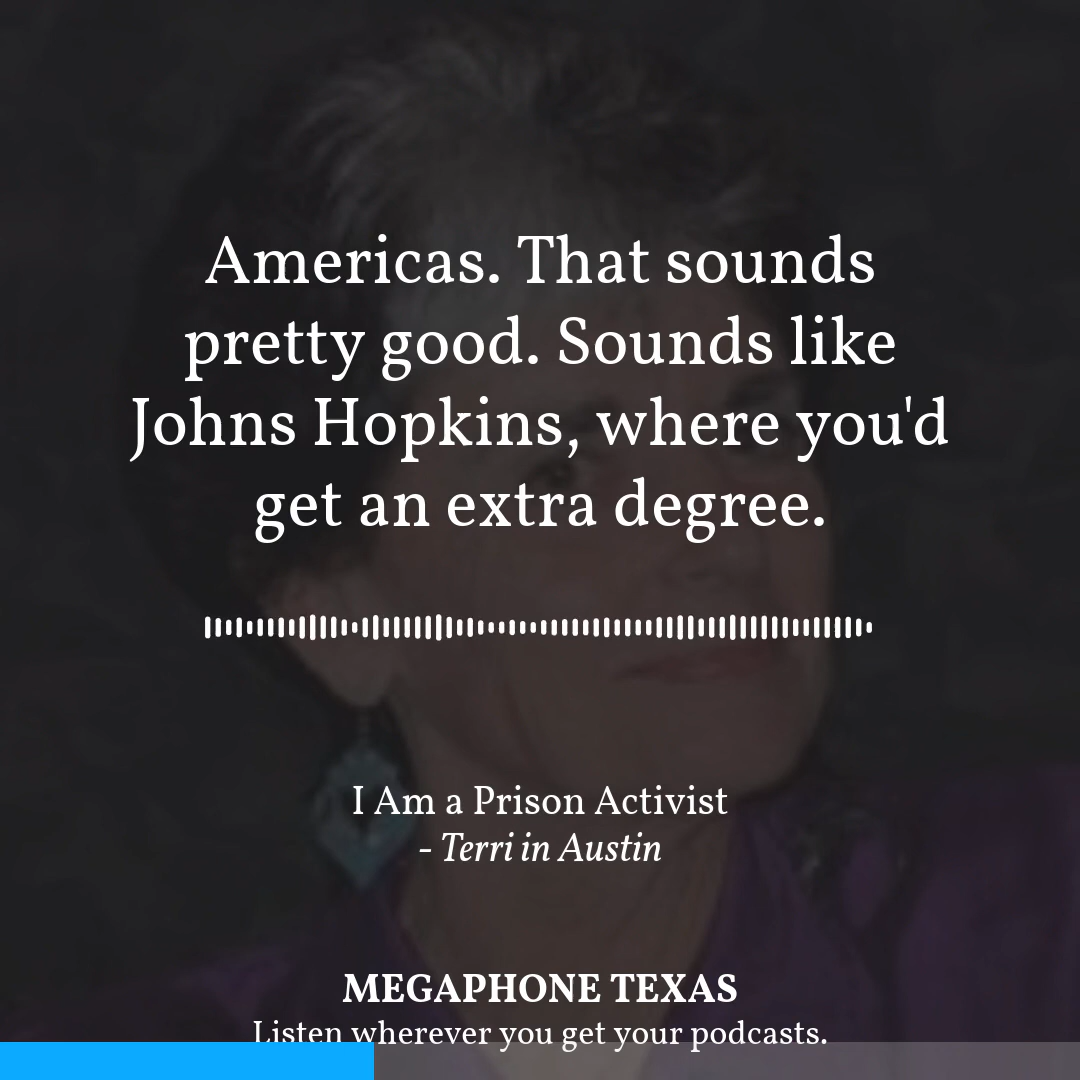 Americas. That sounds
pretty good. Sounds like
Johns Hopkins, where you'd
get an extra degree.
I Am a Prison Activist
- Terri in Austin
MEGAPHONE TEXAS
Listen wherever you get your podcasts.